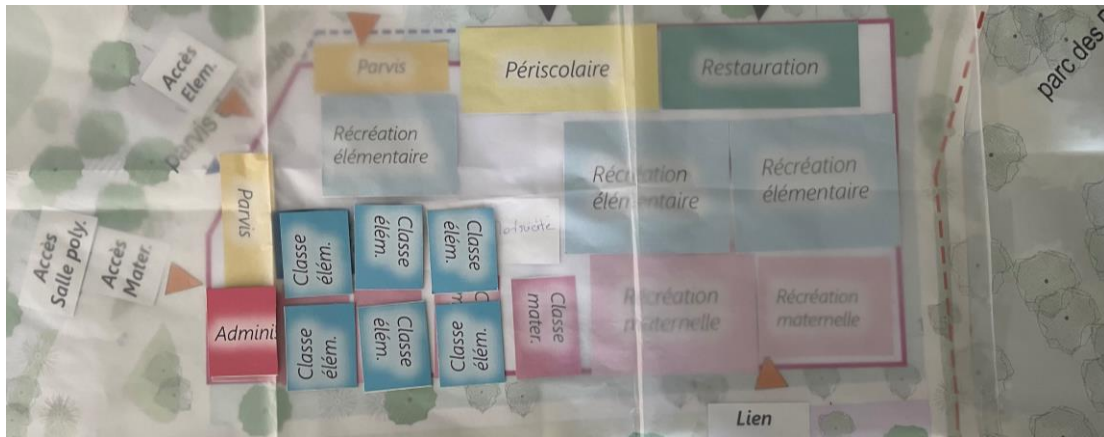 Accès
Elem.
Parvis
Périscolaire
Restauration
parc des
parvis
Récréation
élémentaire
Récréation
élémentaire
Récréation
élémentaire
Parvis
Accès
Salle poly.
Accès
Mater.
Classe
élém.
Classe
élém.
Classe
élém.
Classe
mater.
Récréation
maternelle
Récréation
maternelle
Adminis
Classe
élém.
Classe
élém.
Classe
élém.
Lien